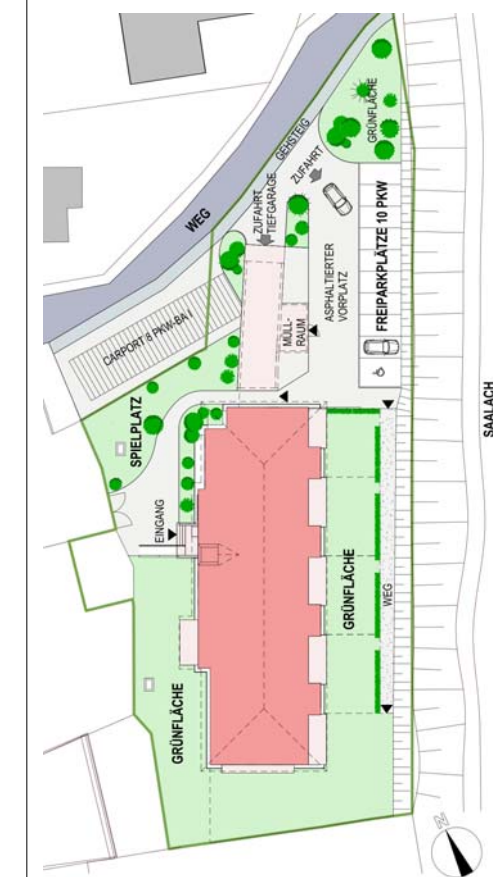 GRÜNFLÄCHE
GEHSTEIG
ZUFAHRT
WEG
ZUFAHRT
TIEFGARAGE
FREIPARKPLÄTZE 10 PKW
ASPHALTIERTER
VORPLATZ
CARPORT 8 PKW-BA I
MÜLL-
RAUM
SPIELPLATZ
SAALACH
EINGANG
GRÜNFLÄCHE
WEG
GRÜNFLÄCHE
N